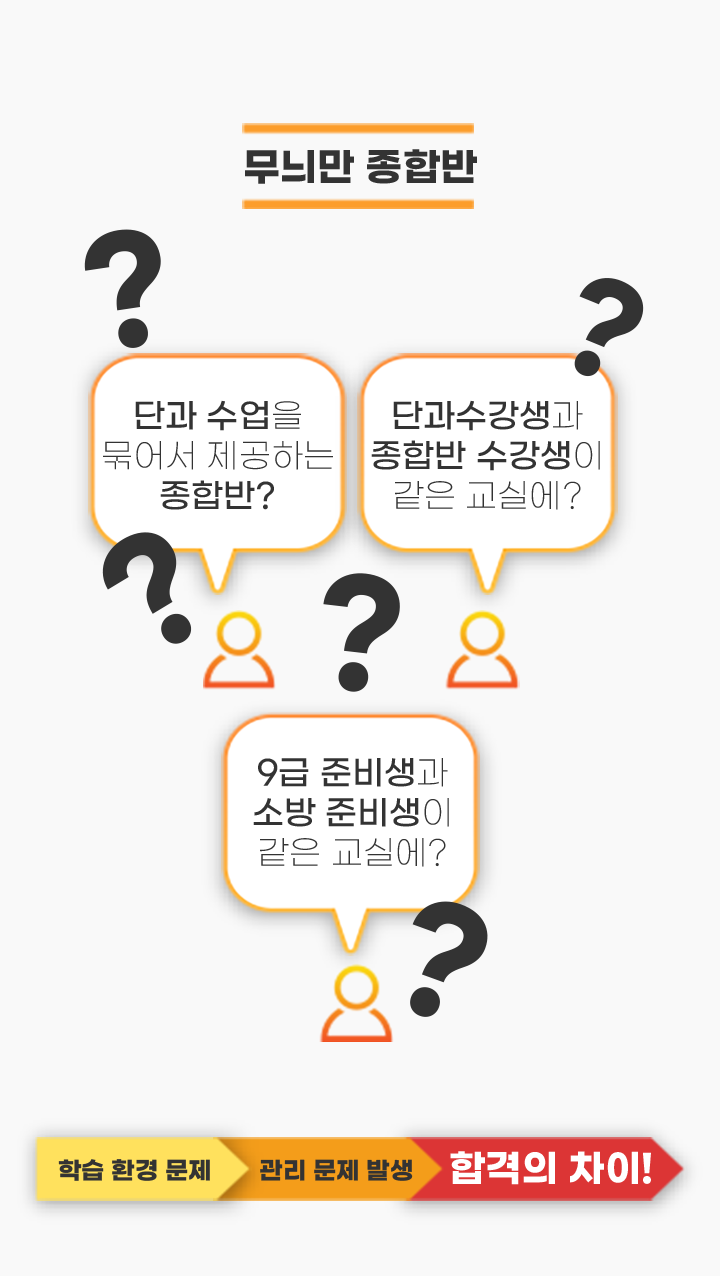 무늬만 종합반
단과 수업을
묶어서 제공하는
종합반?
단과수강생과
종합반 수강생이
같은 교실에?
9급 준비생과
소방 준비생이
같은 교실에?
학습 환경 문제
관리 문제 발생
합격의 차이!